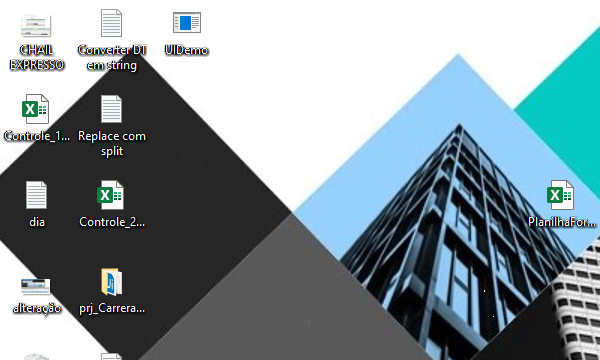 CHAIL
EXPRESSO
Converter DT
em string
UIDemo
Controle_1...
Replace com
split
dia
Controle_2...
PlanilhaFor...
alteração
prj_Carrera...